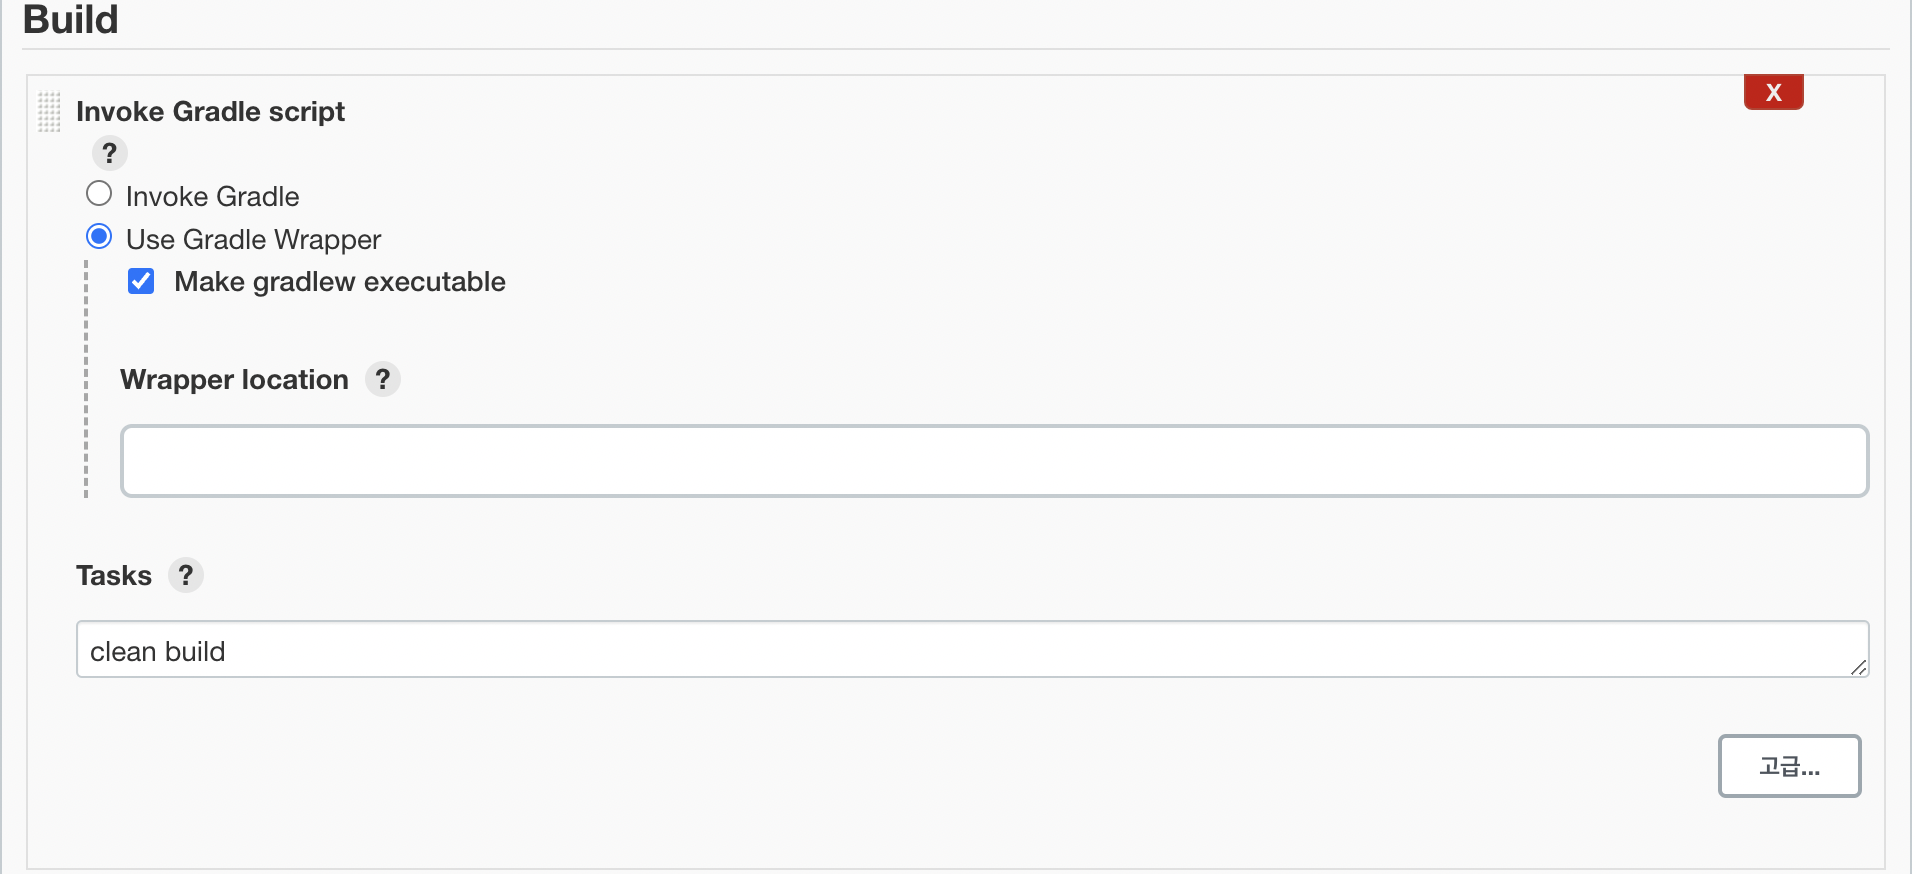 Build
Invoke Gradle script
X
?
Invoke Gradle
Use Gradle Wrapper
Make gradlew executable
Wrapper location ?
Tasks ?
clean build
고급...